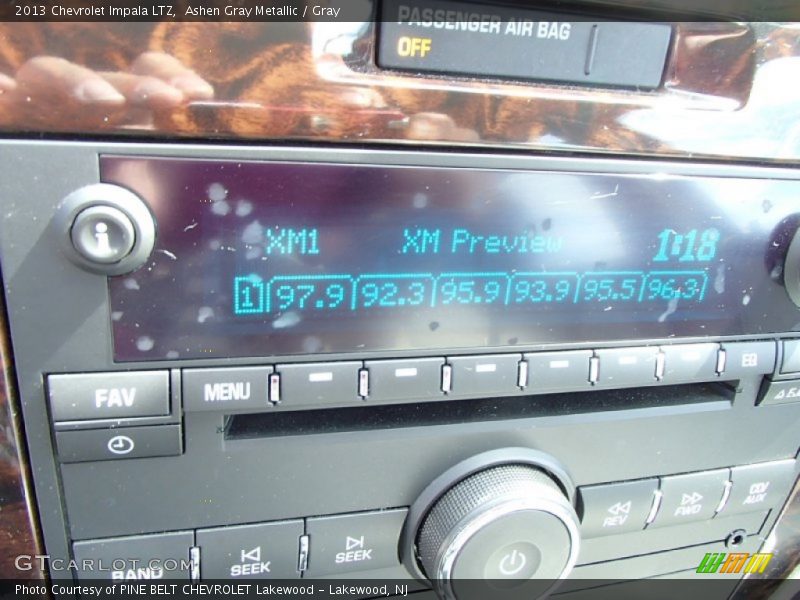 2013 Chevrolet Impala LTZ,  Ashen Gray Metallic / Gray
PASSENGER AIR BAG
OFF
i
XM1 XM Preview 1:18
1 97.9 92.3 95.9 93.9 95.5 96.3
FAV MENU EQ
REV FWD CD/AUX
BAND SEEK SEEK
GTCarlot.com
Photo Courtesy of PINE BELT CHEVROLET Lakewood - Lakewood, NJ